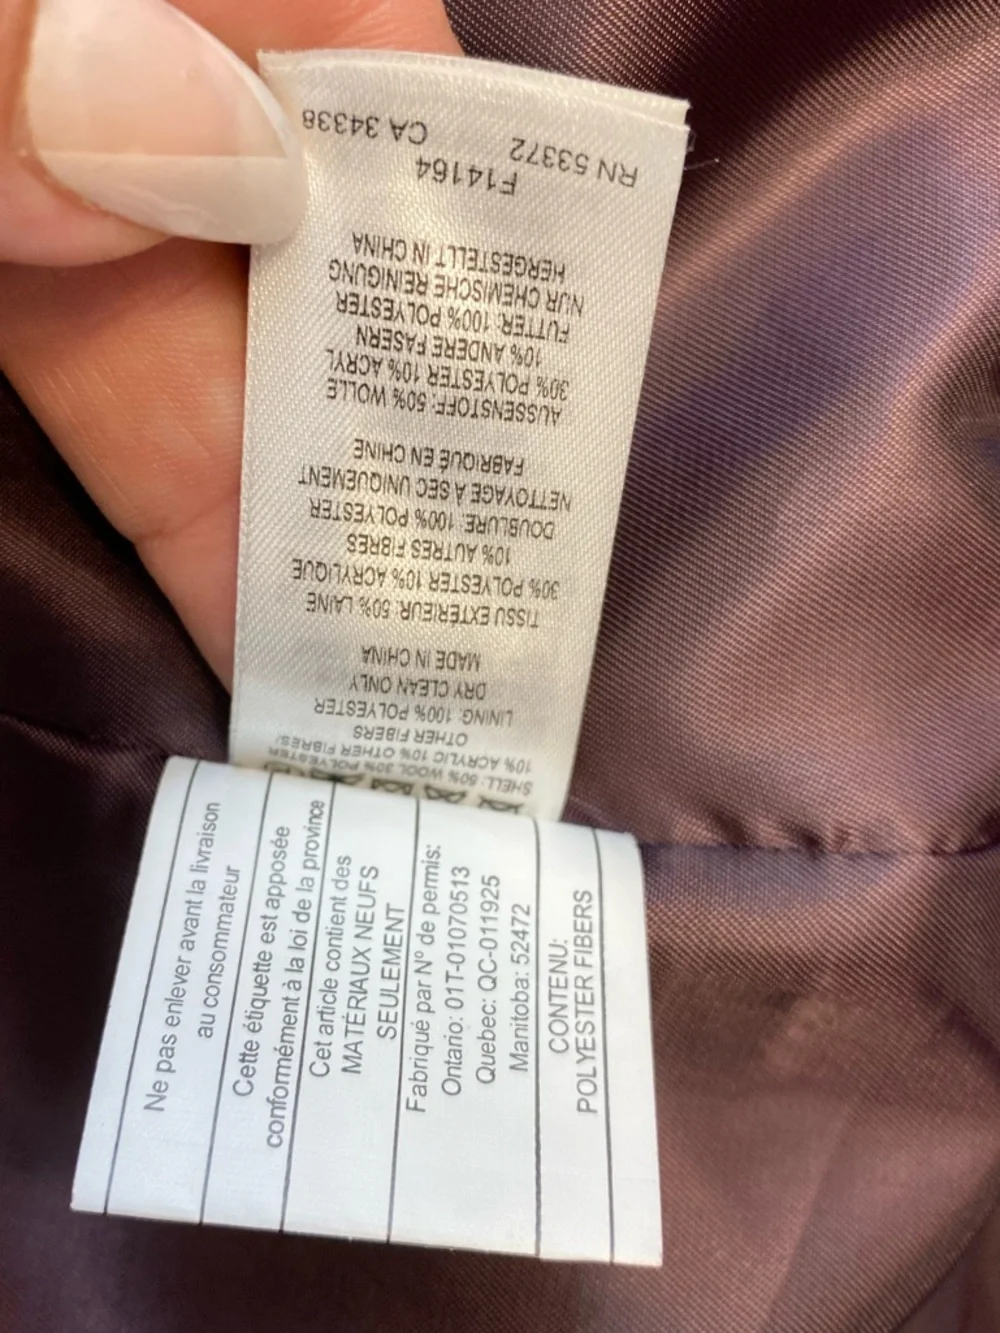 SHELL: 50% WOOL 30% POLYESTER
10% ACRYLIC 10% OTHER FIBRES/
OTHER FIBERS
LINING: 100% POLYESTER
DRY CLEAN ONLY
MADE IN CHINA
TISSU EXTÉRIEUR: 50% LAINE
30% POLYESTER 10% ACRYLIQUE
10% AUTRES FIBRES
DOUBLURE: 100% POLYESTER
NETTOYAGE A SEC UNIQUEMENT
FABRIQUÉ EN CHINE
AUSSENSTOFF: 50% WOLLE
30% POLYESTER 10% ACRYL
10% ANDERE FASERN
FUTTER: 100% POLYESTER
NUR CHEMISCHE REINIGUNG
HERGESTELLT IN CHINA
F14164
RN 53372 CA 34338
Ne pas enlever avant la livraison
au consommateur
Cette étiquette est apposée
conformément à la loi de la province
Cet article contient des
MATÉRIAUX NEUFS
SEULEMENT
Fabriqué par N° de permis:
Ontario: 01T-01070513
Quebec: QC-011925
Manitoba: 52472
CONTENU:
POLYESTER FIBERS